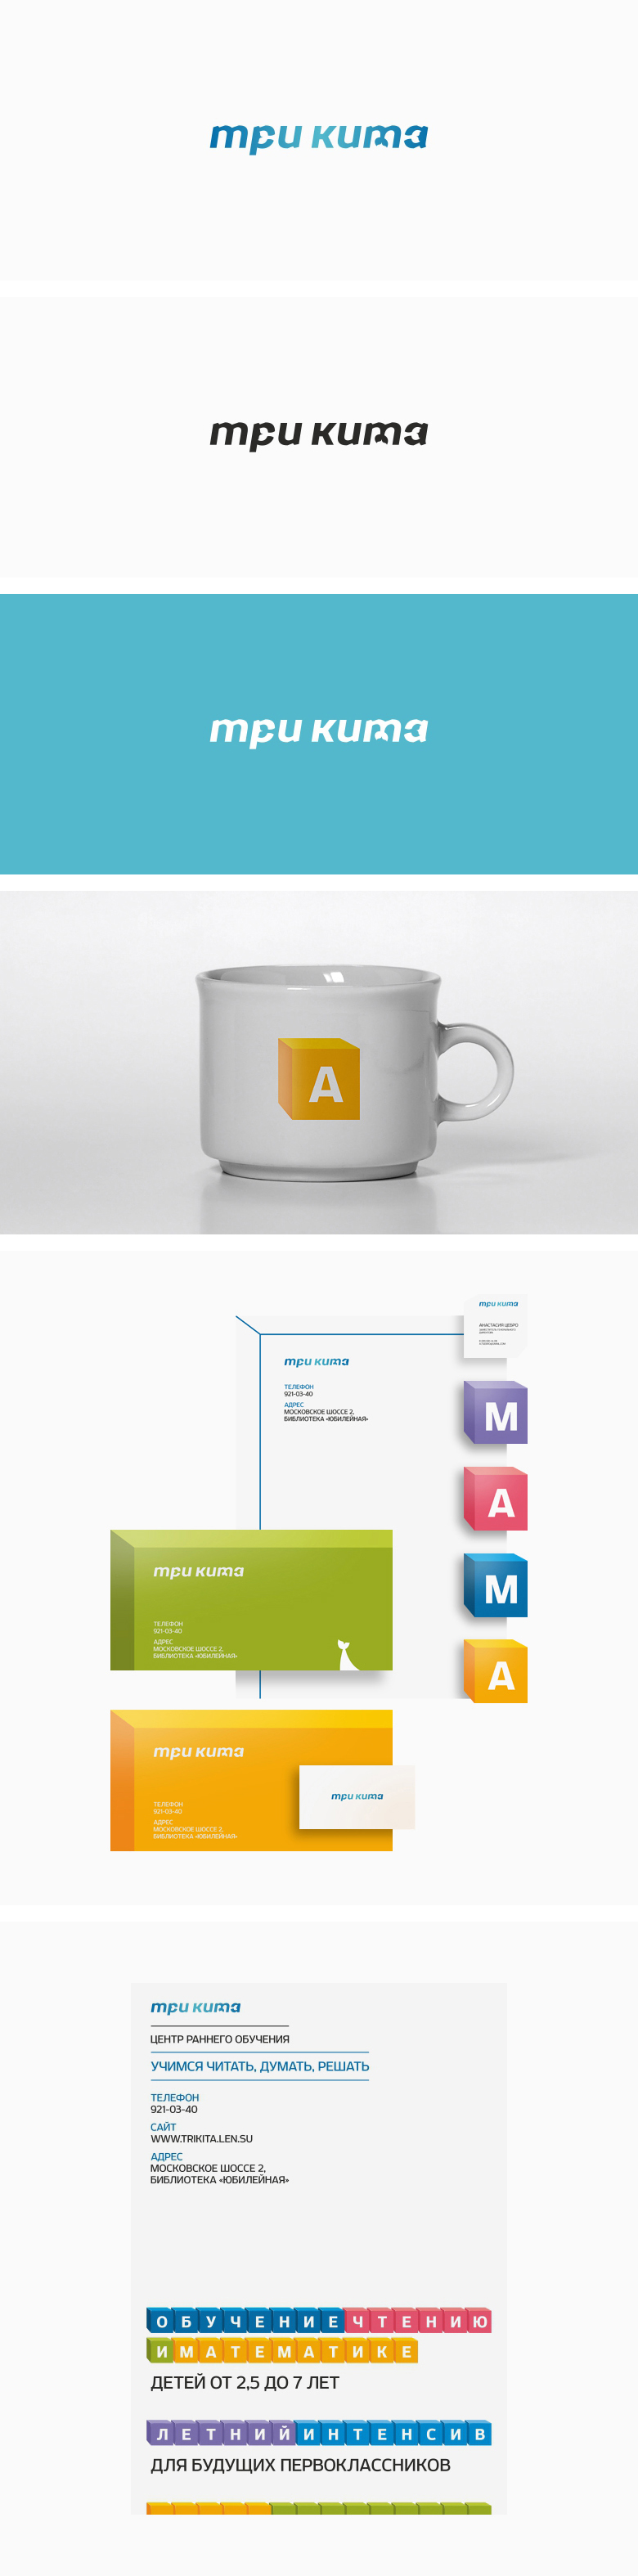 три кита
три кита
три кита
А
три кита
ТЕЛЕФОН
921-03-40
АДРЕС
МОСКОВСКОЕ ШОССЕ 2,
БИБЛИОТЕКА «ЮБИЛЕЙНАЯ»
три кита
АНАСТАСИЯ ЦЕБРО
М
А
М
А
три кита
ТЕЛЕФОН
921-03-40
АДРЕС
МОСКОВСКОЕ ШОССЕ 2,
БИБЛИОТЕКА «ЮБИЛЕЙНАЯ»
три кита
ТЕЛЕФОН
921-03-40
АДРЕС
МОСКОВСКОЕ ШОССЕ 2,
БИБЛИОТЕКА «ЮБИЛЕЙНАЯ»
три кита
три кита
ЦЕНТР РАННЕГО ОБУЧЕНИЯ
УЧИМСЯ ЧИТАТЬ, ДУМАТЬ, РЕШАТЬ
ТЕЛЕФОН
921-03-40
САЙТ
WWW.TRIKITA.LEN.SU
АДРЕС
МОСКОВСКОЕ ШОССЕ 2,
БИБЛИОТЕКА «ЮБИЛЕЙНАЯ»
ОБУЧЕНИЕ ЧТЕНИЮ
И МАТЕМАТИКЕ
ДЕТЕЙ ОТ 2,5 ДО 7 ЛЕТ
ЛЕТНИЙ ИНТЕНСИВ
ДЛЯ БУДУЩИХ ПЕРВОКЛАССНИКОВ